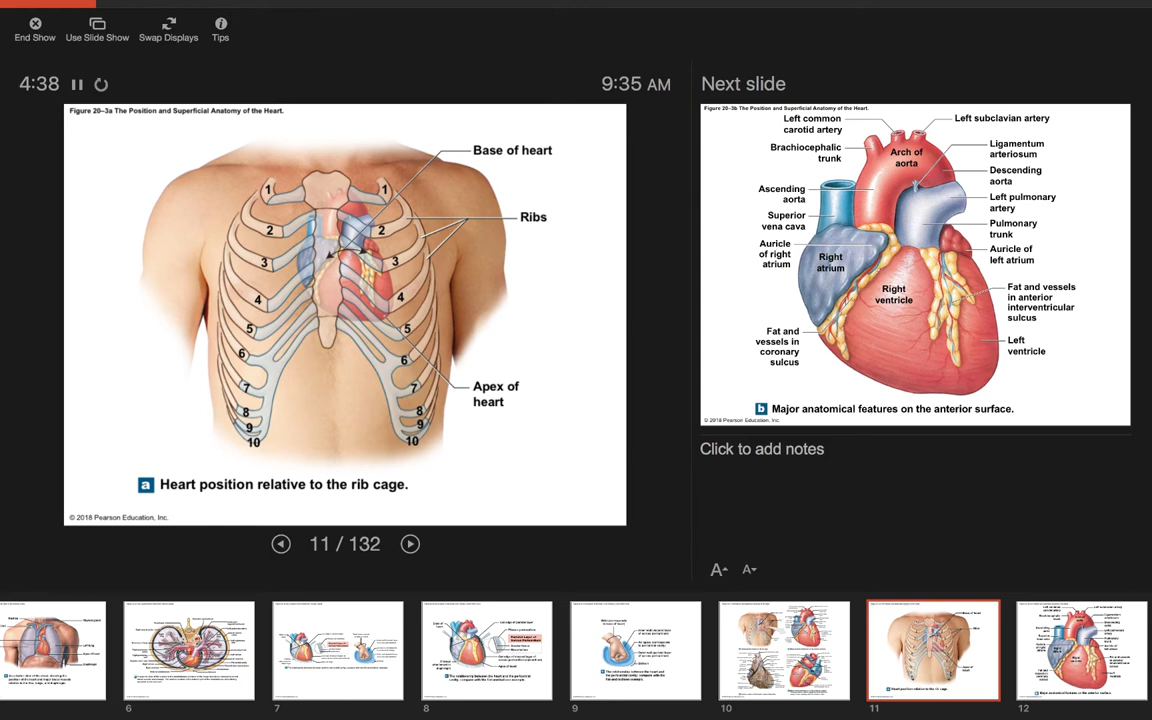 End Show
Use Slide Show
Swap Displays
Tips
4:38
9:35 AM
Next slide
Figure 20–3a The Position and Superficial Anatomy of the Heart.
Base of heart
1
1
Ribs
2
2
3
3
4
4
5
5
6
6
7
7
8
8
9
9
10
10
Apex of
heart
a Heart position relative to the rib cage.
© 2018 Pearson Education, Inc.
11 / 132
Figure 20–3b The Position and Superficial Anatomy of the Heart.
Left common
carotid artery
Left subclavian artery
Brachiocephalic
trunk
Arch of
aorta
Ligamentum
arteriosum
Descending
aorta
Ascending
aorta
Left pulmonary
artery
Superior
vena cava
Pulmonary
trunk
Auricle
of right
atrium
Right
atrium
Auricle of
left atrium
Right
ventricle
Fat and vessels
in anterior
interventricular
sulcus
Fat and
vessels in
coronary
sulcus
Left
ventricle
b Major anatomical features on the anterior surface.
© 2018 Pearson Education, Inc.
Click to add notes
A A
6
7
8
9
10
11
12